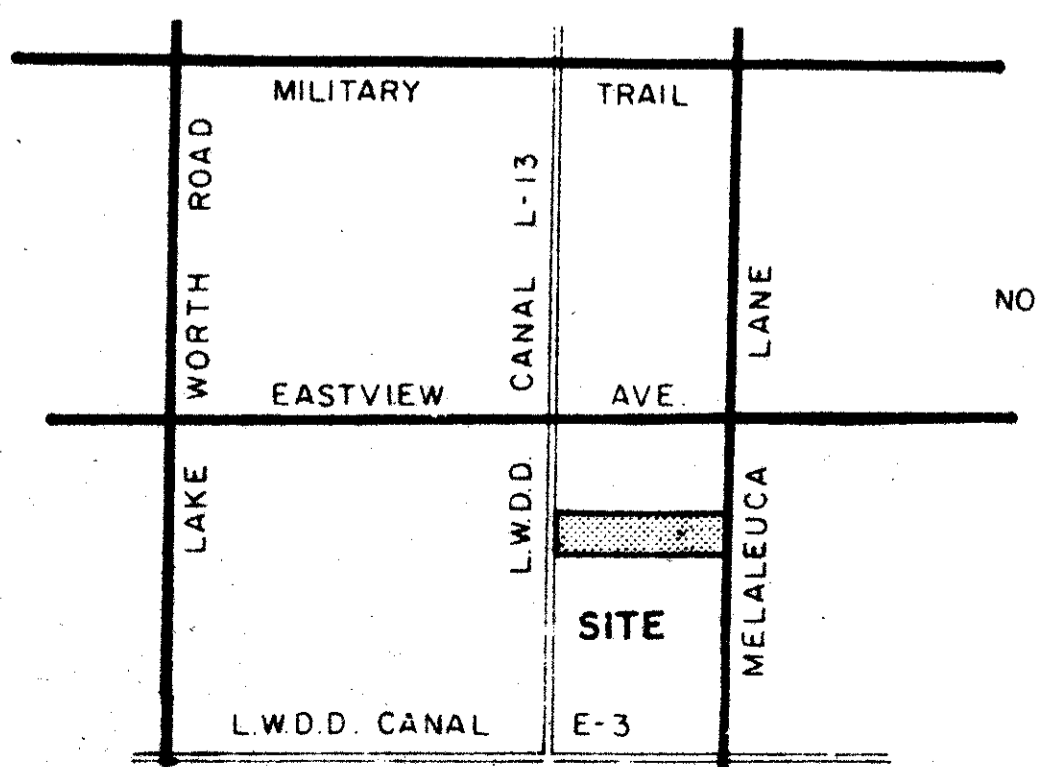 MILITARY TRAIL
LAKE WORTH ROAD
L.W.D.D. CANAL L-13
MELALEUCA LANE
NO
EASTVIEW AVE.
SITE
L.W.D.D. CANAL E-3